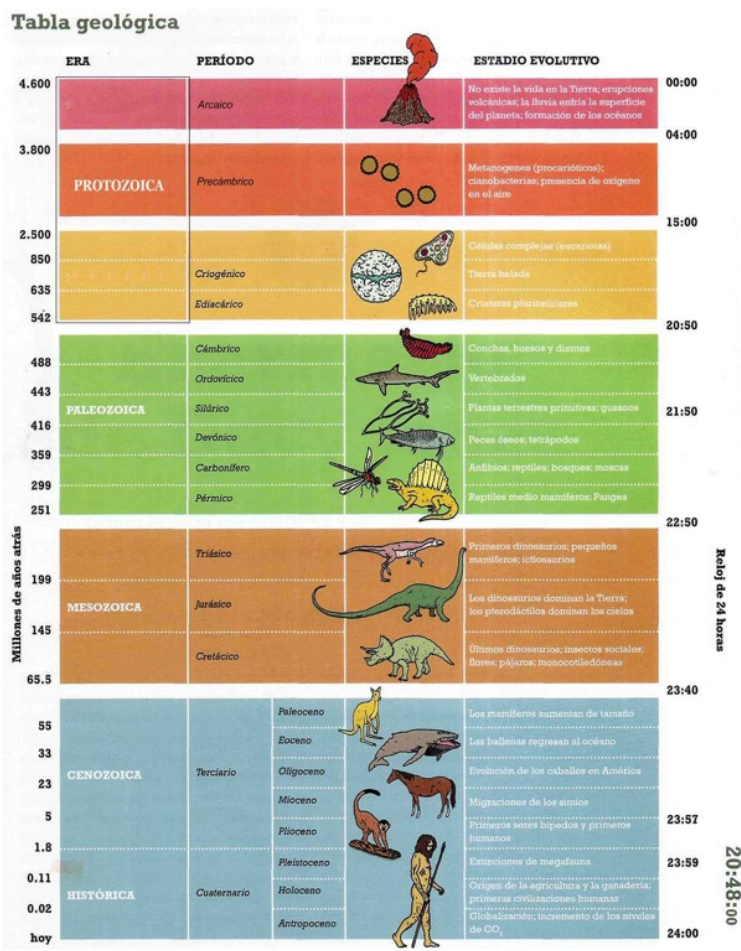 Tabla geológica
ERA PERÍODO ESPECIES ESTADIO EVOLUTIVO
4.600
Arcaico
No existe la vida en la Tierra; erupciones
volcánicas; la lluvia enfría la superficie
del planeta; formación de los océanos
00:00
04:00
3.800
PROTOZOICA
Precámbrico
Metanogenes (procarióticos);
cianobacterias; presencia de oxígeno
en el aire
15:00
2.500
Células complejas (eucariotas)
850
Criogénico
Tierra helada
635
Ediacárico
Criaturas pluricelulares
542
20:50
Cámbrico
Conchas, huesos y dientes
488
Ordovícico
Vertebrados
443
PALEOZOICA
Silúrico
Plantas terrestres primitivas; gusanos
21:50
416
Devónico
Peces óseos; tetrápodos
359
Carbonífero
Anfibios; reptiles; bosques; moscas
299
Pérmico
Reptiles medio mamíferos; Pangea
251
22:50
Triásico
Primeros dinosaurios; pequeños
mamíferos; ictiosaurios
199
MESOZOICA
Jurásico
Los dinosaurios dominan la Tierra;
los pterodáctilos dominan los cielos
145
Cretácico
Últimos dinosaurios; insectos sociales;
flores; pájaros; monocotiledóneas
65.5
23:40
Millones de años atrás
Reloj de 24 horas
Paleoceno
Los mamíferos aumentan de tamaño
55
Eoceno
Las ballenas regresan al océano
33
CENOZOICA
Terciario
Oligoceno
Evolución de los caballos en América
23
Mioceno
Migraciones de los simios
5
23:57
Plioceno
Primeros seres bípedos y primeros
humanos
1.8
Pleistoceno
Extinciones de megafauna
23:59
0.11
HISTÓRICA
Cuaternario
Holoceno
Origen de la agricultura y la ganadería;
primeras civilizaciones humanas
0.02
Antropoceno
Globalización; incremento de los niveles
de CO₂
hoy
24:00
20:48:00